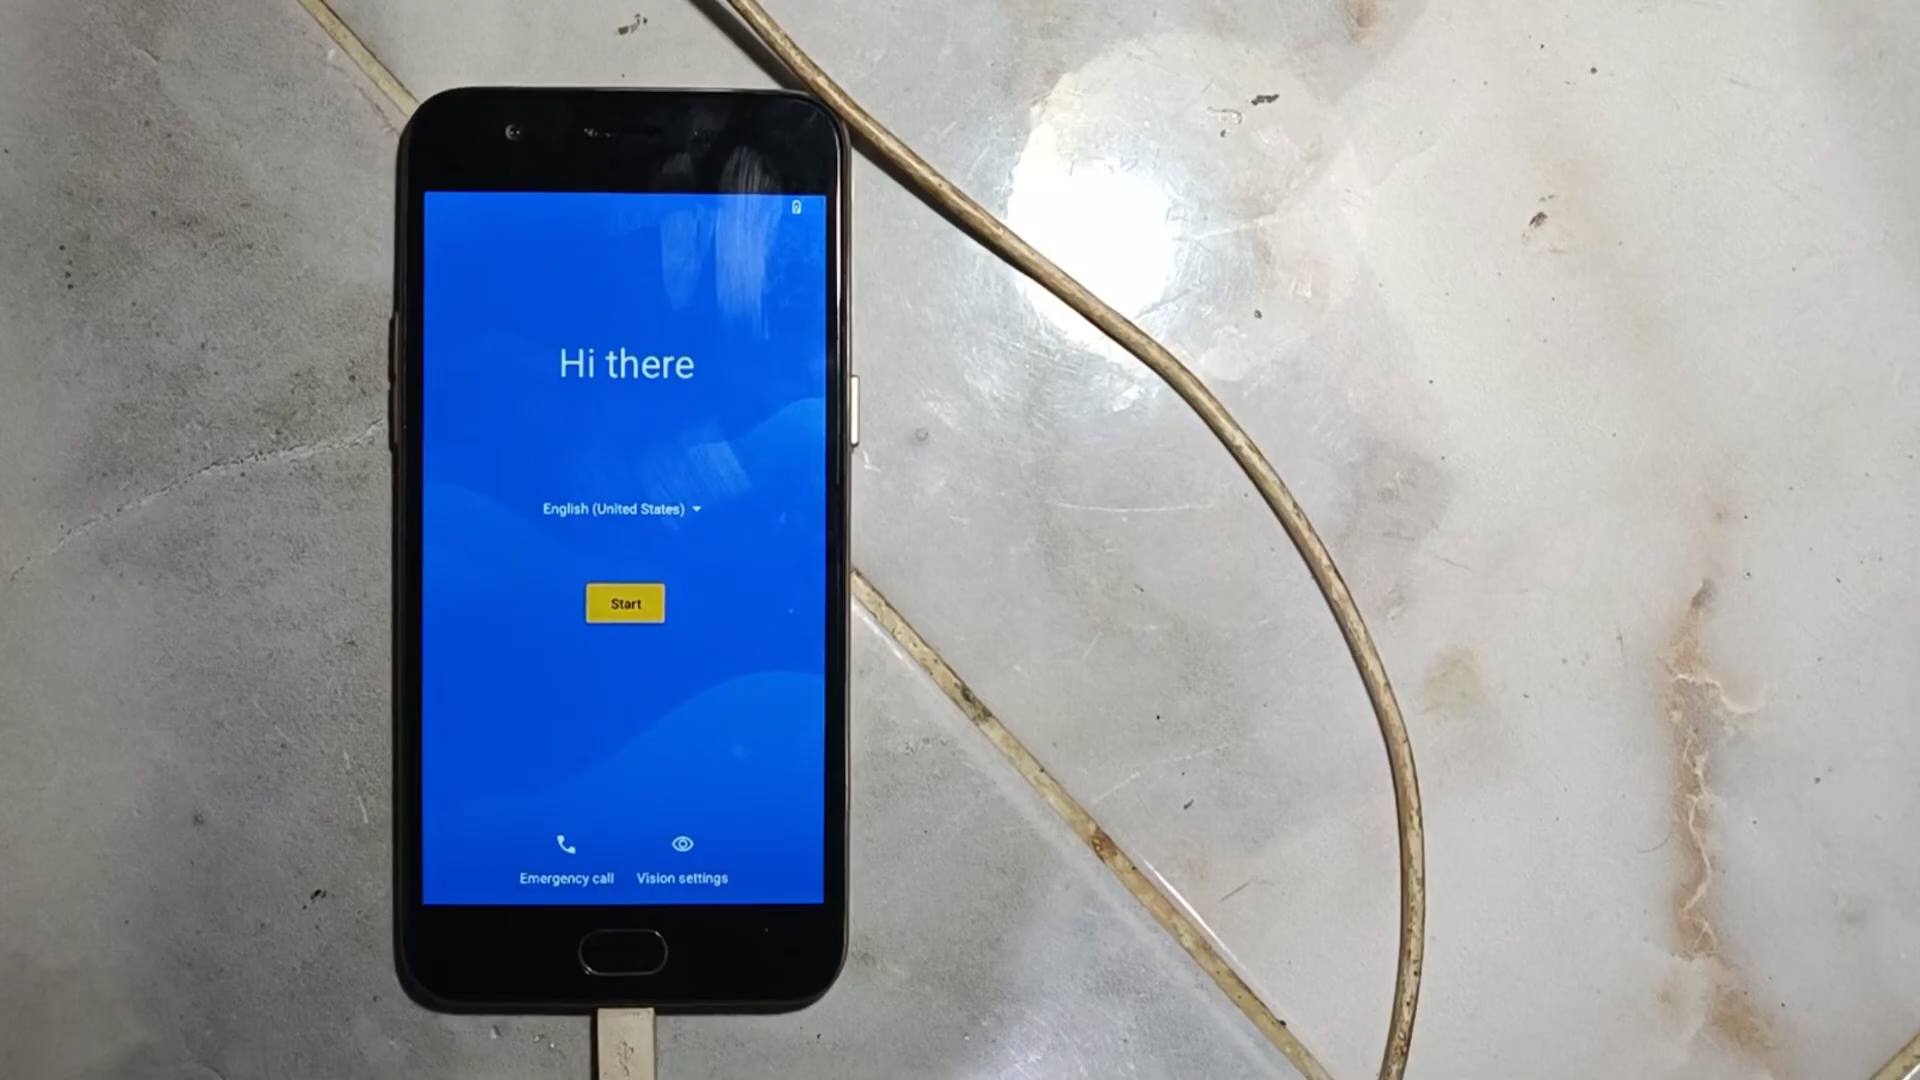 Hi there
English (United States)
Start
Emergency call
Vision settings